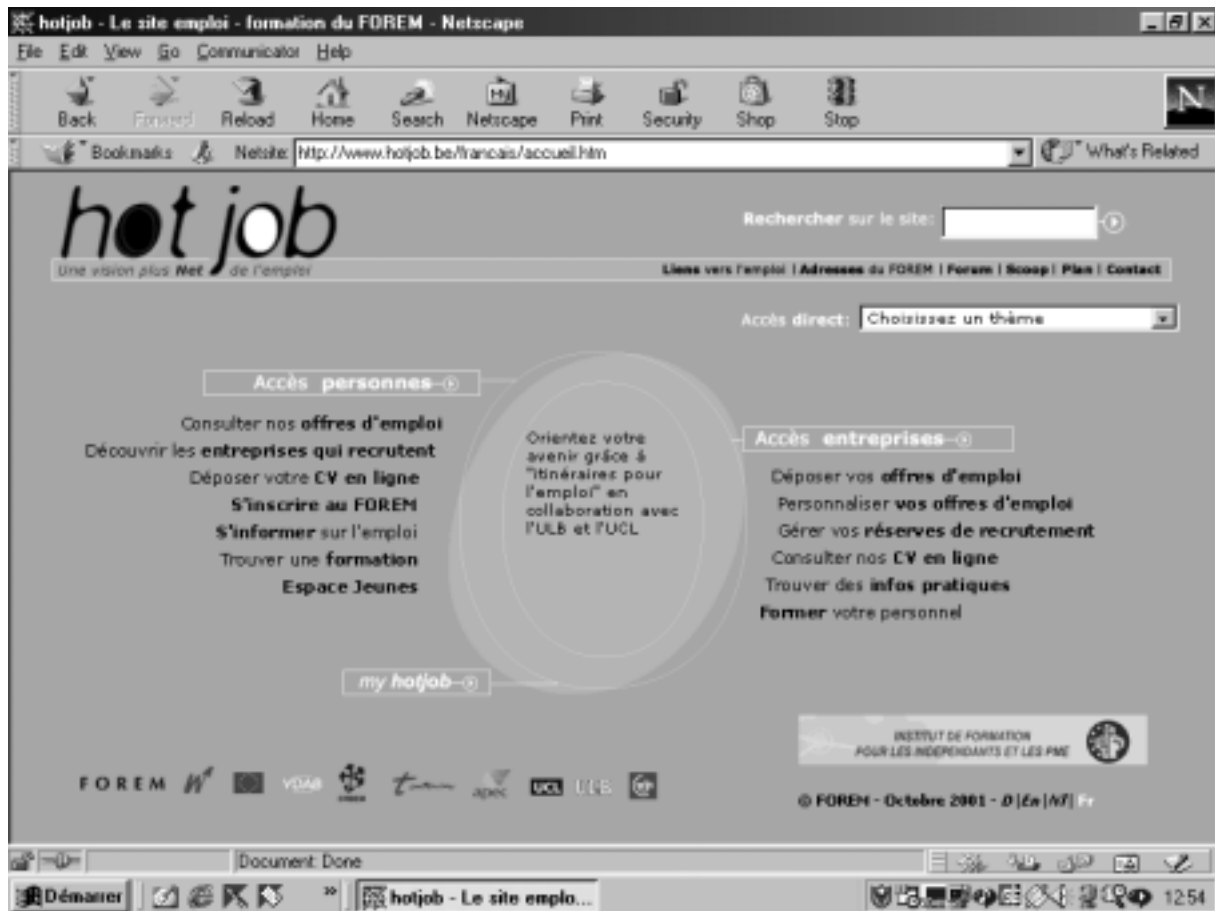 hotjob - Le site emploi - formation du FOREM - Netscape
File Edit View Go Communicator Help
Back Forward Reload Home Search Netscape Print Security Shop Stop
Bookmarks Netsite: http://www.hotjob.be/francais/accueil.htm What's Related
hot job
Une vision plus Net de l'emploi
Rechercher sur le site:
Liens vers l'emploi | Adresses du FOREM | Forum | Scoop | Plan | Contact
Accès direct: Choisissez un thème
Accès personnes
Consulter nos offres d'emploi
Découvrir les entreprises qui recrutent
Déposer votre CV en ligne
S'inscrire au FOREM
S'informer sur l'emploi
Trouver une formation
Espace Jeunes
Orientez votre
avenir grâce à
"itinéraires pour
l'emploi" en
collaboration avec
l'ULB et l'UCL
Accès entreprises
Déposer vos offres d'emploi
Personnaliser vos offres d'emploi
Gérer vos réserves de recrutement
Consulter nos CV en ligne
Trouver des infos pratiques
Former votre personnel
my hotjob
INSTITUT DE FORMATION
POUR LES INDEPENDANTS ET LES PME
FOREM VDAB apec UCL ULB
© FOREM - Octobre 2001 - D | En | Nl | Fr
Document: Done
Démarrer hotjob - Le site emplo... 12:54